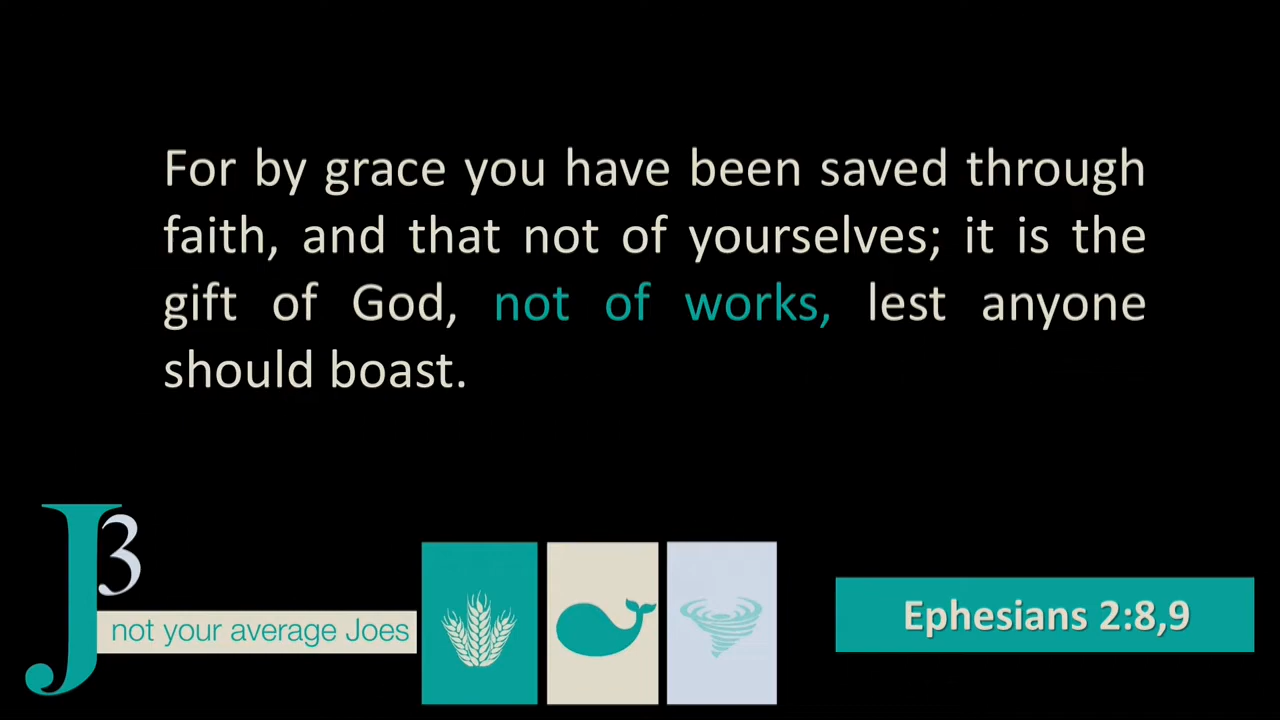 For by grace you have been saved through
faith, and that not of yourselves; it is the
gift of God, not of works, lest anyone
should boast.
J3
not your average Joes
Ephesians 2:8,9